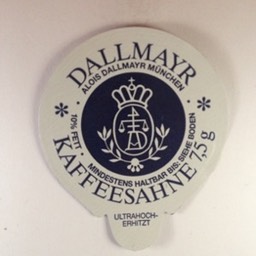 DALLMAYR
ALOIS DALLMAYR MÜNCHEN
10% FETT
MINDESTENS HALTBAR BIS: SIEHE BODEN
KAFFEESAHNE 7,5 g
ULTRAHOCH-
ERHITZT